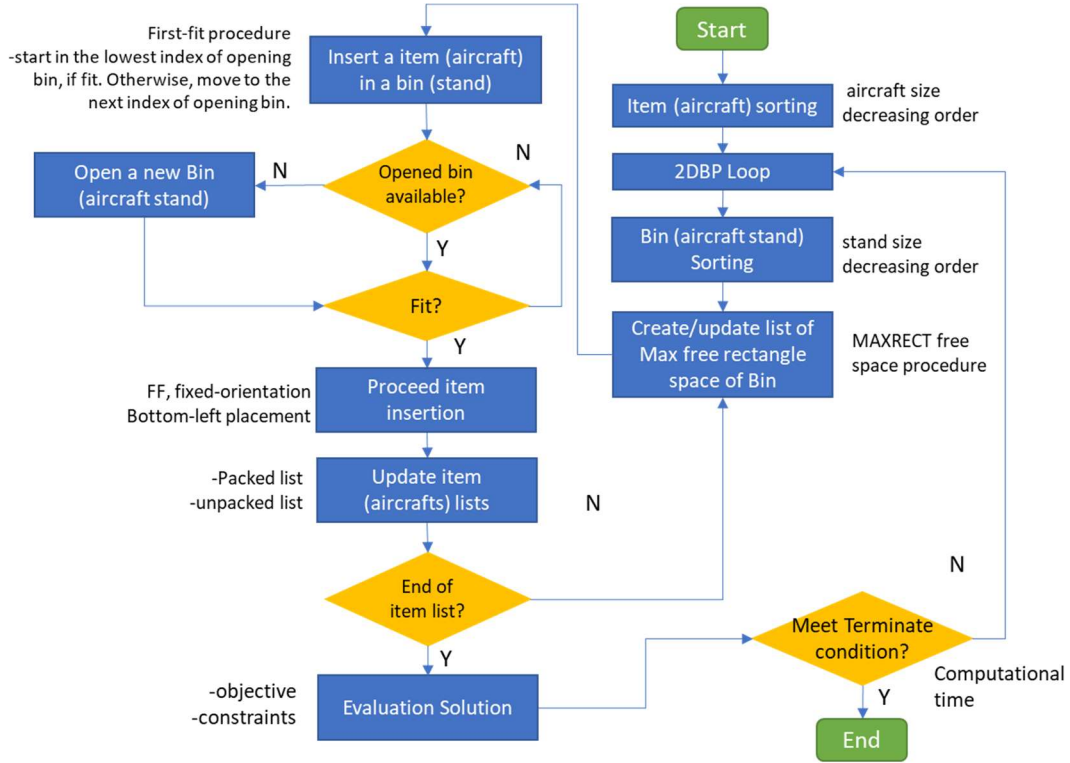 First-fit procedure
-start in the lowest index of opening
bin, if fit. Otherwise, move to the
next index of opening bin.
Insert a item (aircraft)
in a bin (stand)
Start
Item (aircraft) sorting
aircraft size
decreasing order
Open a new Bin
(aircraft stand)
N
Opened bin
available?
N
2DBP Loop
Y
Bin (aircraft stand)
Sorting
stand size
decreasing order
Fit?
Y
Create/update list of
Max free rectangle
space of Bin
MAXRECT free
space procedure
FF, fixed-orientation
Bottom-left placement
Proceed item
insertion
-Packed list
-unpacked list
Update item
(aircrafts) lists
N
End of
item list?
N
Meet Terminate
condition?
Y
-objective
-constraints
Evaluation Solution
Computational
time
Y
End